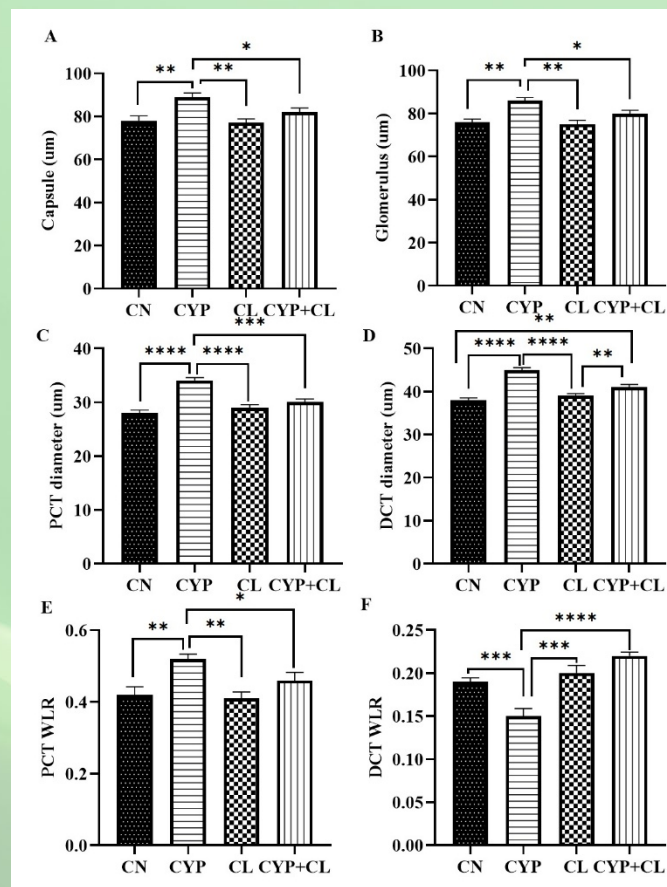 A
Capsule (um)
100
80
60
40
20
0
**
**
*
CN CYP CL CYP+CL
B
Glomerulus (um)
100
80
60
40
20
0
**
**
*
CN CYP CL CYP+CL
C
PCT diameter (um)
40
30
20
10
0
****
****
***
CN CYP CL CYP+CL
D
DCT diameter (um)
50
40
30
20
10
0
****
****
**
**
CN CYP CL CYP+CL
E
PCT WLR
0.6
0.4
0.2
0.0
**
**
*
CN CYP CL CYP+CL
F
DCT WLR
0.25
0.20
0.15
0.10
0.05
0.00
***
***
****
CN CYP CL CYP+CL